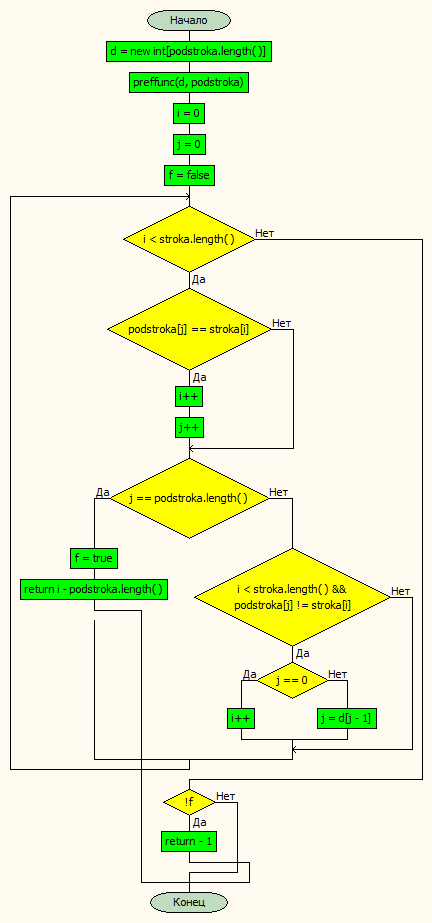 Начало
d = new int[podstroka.length()]
preffunc(d, podstroka)
i = 0
j = 0
f = false
i < stroka.length()
Нет
Да
podstroka[j] == stroka[i]
Нет
Да
i++
j++
Да
j == podstroka.length()
Нет
f = true
return i - podstroka.length()
i < stroka.length() &&
podstroka[j] != stroka[i]
Нет
Да
Да
j == 0
Нет
i++
j = d[j - 1]
!f
Нет
Да
return - 1
Конец